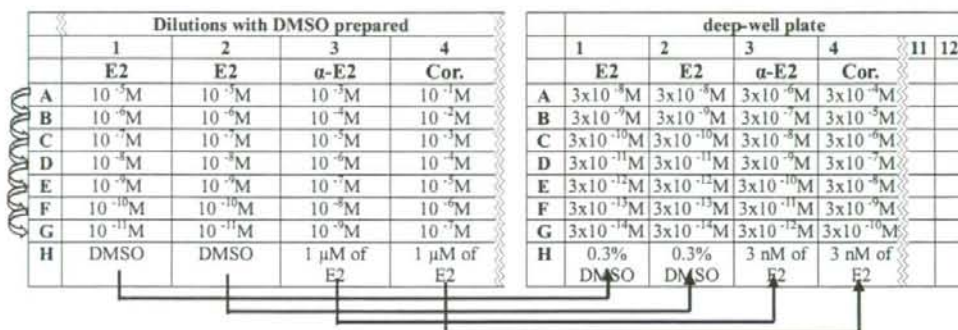 Dilutions with DMSO prepared deep-well plate
1 2 3 4 1 2 3 4 11 12
E2 E2 α-E2 Cor. E2 E2 α-E2 Cor.
A 10 -5M 10 -5M 10 -3M 10 -1M A 3x10 -8M 3x10 -8M 3x10 -6M 3x10 -4M
B 10 -6M 10 -6M 10 -4M 10 -2M B 3x10 -9M 3x10 -9M 3x10 -7M 3x10 -5M
C 10 -7M 10 -7M 10 -5M 10 -3M C 3x10 -10M 3x10 -10M 3x10 -8M 3x10 -6M
D 10 -8M 10 -8M 10 -6M 10 -4M D 3x10 -11M 3x10 -11M 3x10 -9M 3x10 -7M
E 10 -9M 10 -9M 10 -7M 10 -5M E 3x10 -12M 3x10 -12M 3x10 -10M 3x10 -8M
F 10 -10M 10 -10M 10 -8M 10 -6M F 3x10 -13M 3x10 -13M 3x10 -11M 3x10 -9M
G 10 -11M 10 -11M 10 -9M 10 -7M G 3x10 -14M 3x10 -14M 3x10 -12M 3x10 -10M
H DMSO DMSO 1 µM of 1 µM of H 0.3% 0.3% 3 nM of 3 nM of
E2 E2 DMSO DMSO E2 E2